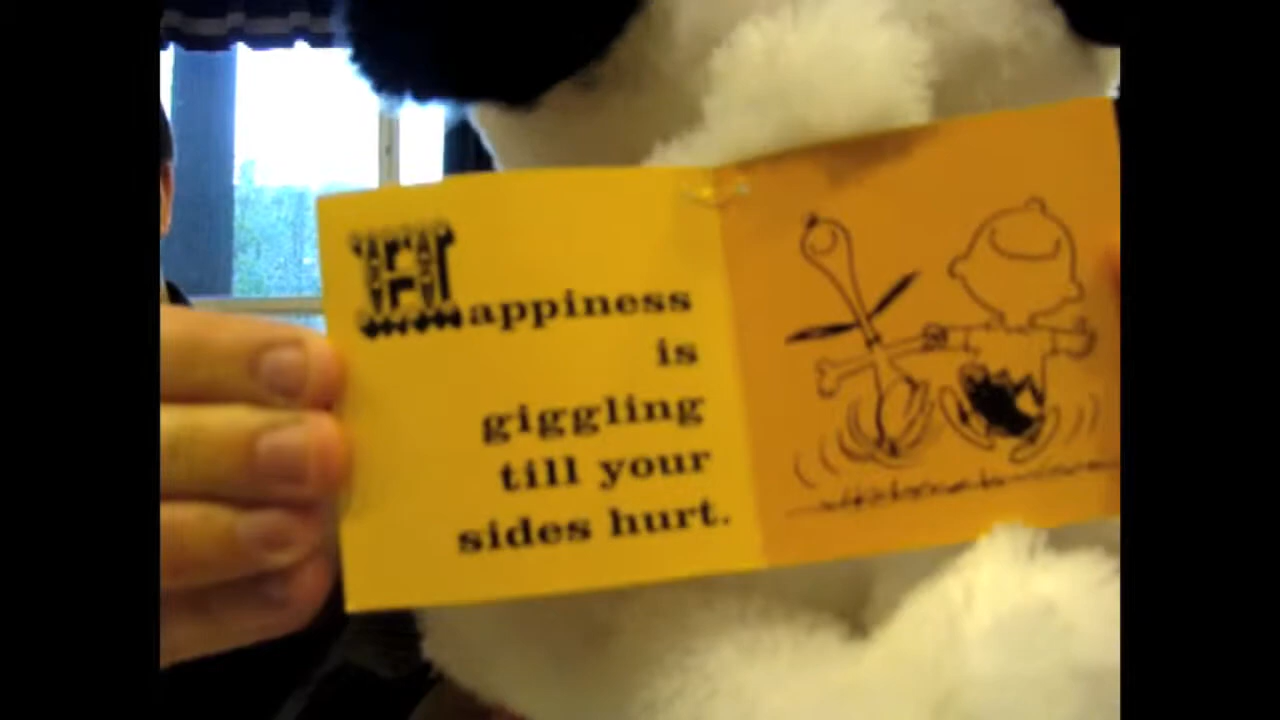 Happiness
is
giggling
till your
sides hurt.